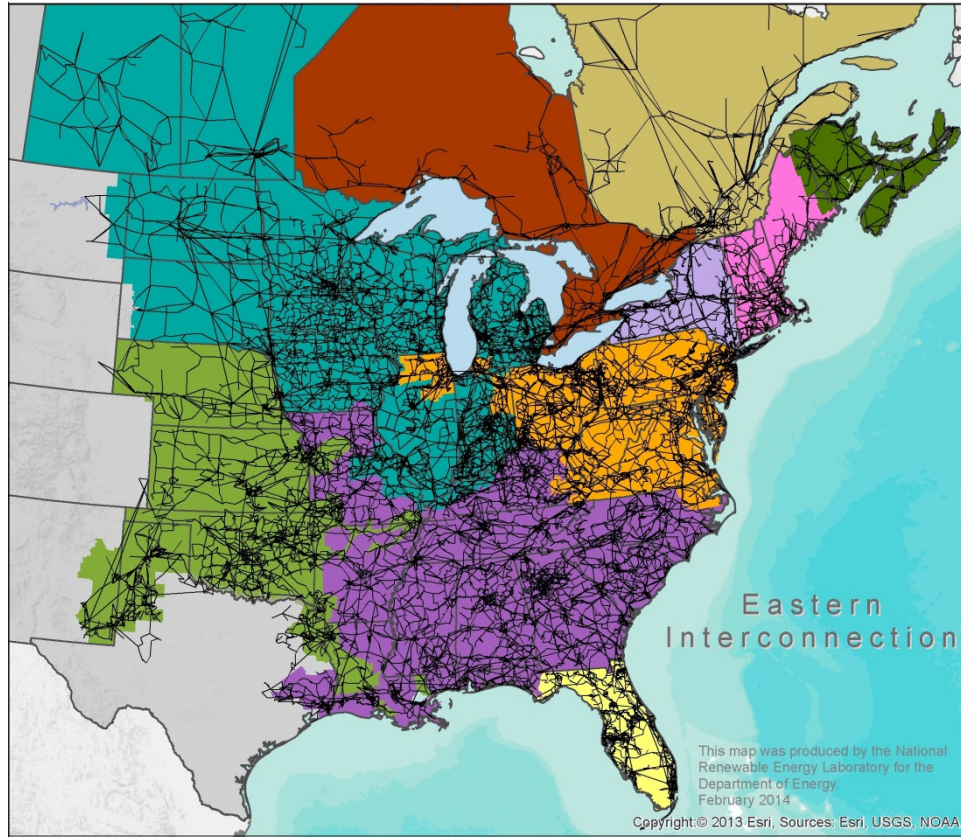 Eastern
Interconnection
This map was produced by the National
Renewable Energy Laboratory for the
Department of Energy.
February 2014
Copyright:© 2013 Esri, Sources: Esri, USGS, NOAA